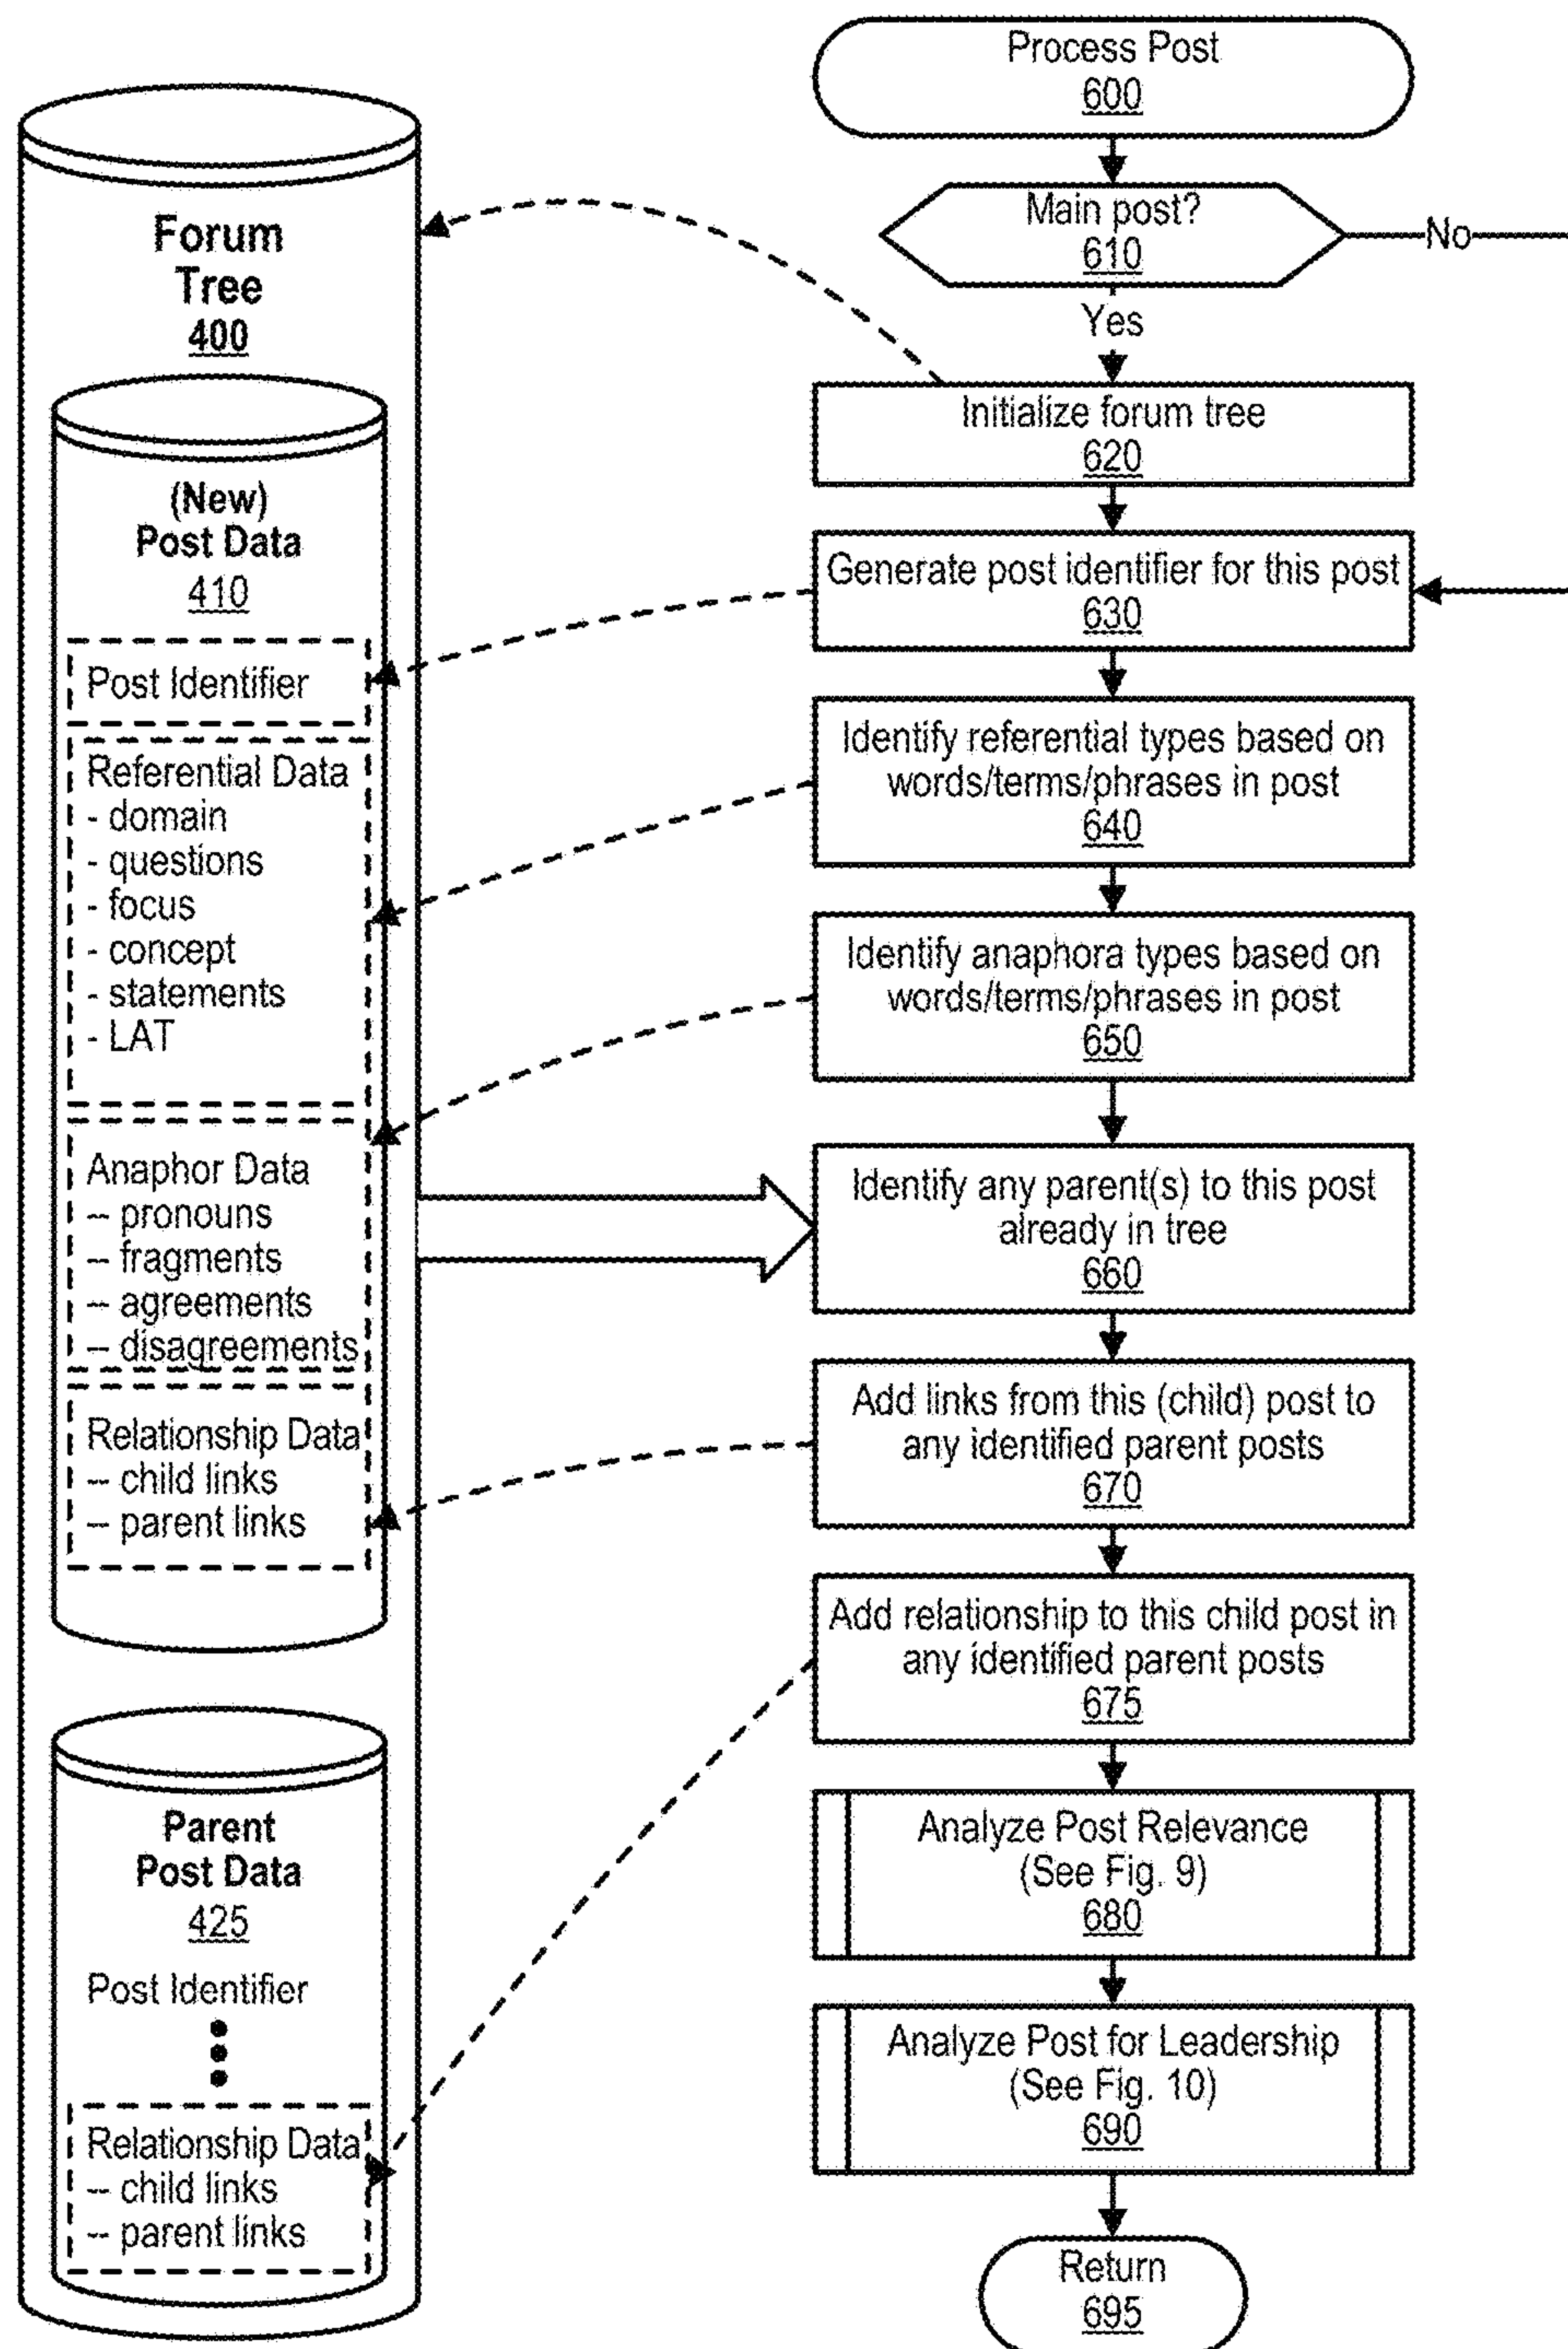 Process Post
600
Main post?
610
No
Yes
Initialize forum tree
620
Generate post identifier for this post
630
Identify referential types based on
words/terms/phrases in post
640
Identify anaphora types based on
words/terms/phrases in post
650
Identify any parent(s) to this post
already in tree
660
Add links from this (child) post to
any identified parent posts
670
Add relationship to this child post in
any identified parent posts
675
Analyze Post Relevance
(See Fig. 9)
680
Analyze Post for Leadership
(See Fig. 10)
690
Return
695
Forum
Tree
400
(New)
Post Data
410
Post Identifier
Referential Data
- domain
- questions
- focus
- concept
- statements
- LAT
Anaphor Data
-- pronouns
-- fragments
-- agreements
-- disagreements
Relationship Data
-- child links
-- parent links
Parent
Post Data
425
Post Identifier
Relationship Data
-- child links
-- parent links